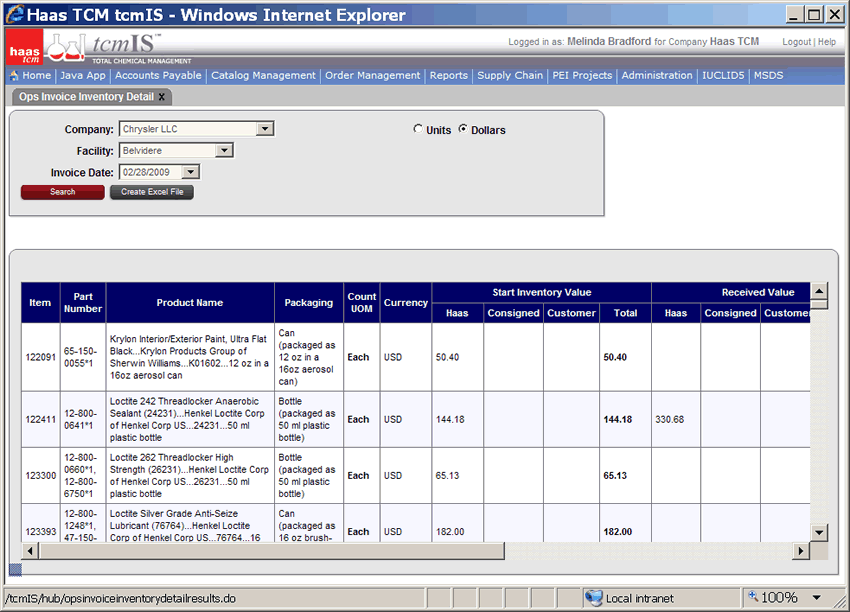 Haas TCM tcmIS - Windows Internet Explorer
haas tcm
tcmIS™
TOTAL CHEMICAL MANAGEMENT
Logged in as: Melinda Bradford for Company Haas TCM
Logout | Help
Home | Java App | Accounts Payable | Catalog Management | Order Management | Reports | Supply Chain | PEI Projects | Administration | IUCLID5 | MSDS
Ops Invoice Inventory Detail X
Company: Chrysler LLC
Units Dollars
Facility: Belvidere
Invoice Date: 02/28/2009
Search Create Excel File
Start Inventory Value Received Value
Item Part Number Product Name Packaging Count UOM Currency Haas Consigned Customer Total Haas Consigned Customer
122091
65-150-
0055*1
Krylon Interior/Exterior Paint, Ultra Flat
Black...Krylon Products Group of
Sherwin Williams...K01602...12 oz in a
16oz aerosol can
Can
(packaged as
12 oz in a
16oz aerosol
can)
Each USD 50.40 50.40
122411
12-800-
0641*1
Loctite 242 Threadlocker Anaerobic
Sealant (24231)...Henkel Loctite Corp
of Henkel Corp US...24231...50 ml
plastic bottle
Bottle
(packaged as
50 ml plastic
bottle)
Each USD 144.18 144.18 330.68
123300
12-800-
0660*1,
12-800-
6750*1
Loctite 262 Threadlocker High
Strength (26231)...Henkel Loctite Corp
of Henkel Corp US...26231...50 ml
plastic bottle
Bottle
(packaged as
50 ml plastic
bottle)
Each USD 65.13 65.13
123393
12-800-
1248*1,
47-150-
Loctite Silver Grade Anti-Seize
Lubricant (76764)...Henkel Loctite
Corp of Henkel Corp US...76764...16
Can
(packaged as
16 oz brush-
Each USD 182.00 182.00
/tcmIS/hub/opsinvoiceinventorydetailresults.do
Local intranet
100%